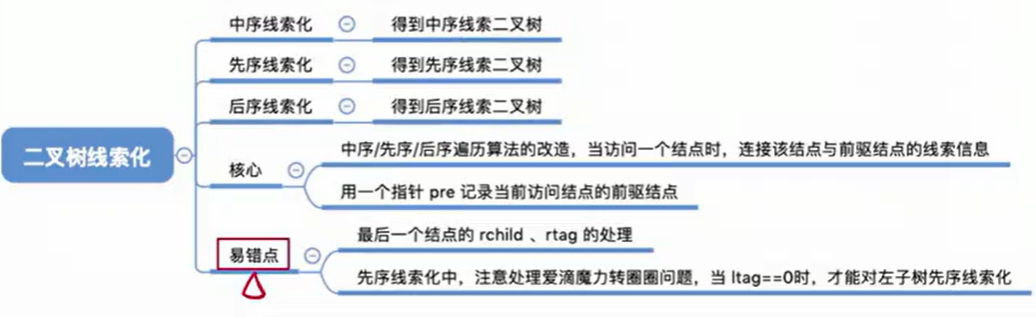 中序线索化
得到中序线索二叉树
先序线索化
得到先序线索二叉树
后序线索化
得到后序线索二叉树
二叉树线索化
核心
中序/先序/后序遍历算法的改造，当访问一个结点时，连接该结点与前驱结点的线索信息
用一个指针 pre 记录当前访问结点的前驱结点
易错点
最后一个结点的 rchild 、rtag 的处理
先序线索化中，注意处理爱滴魔力转圈圈问题，当 ltag==0时，才能对左子树先序线索化